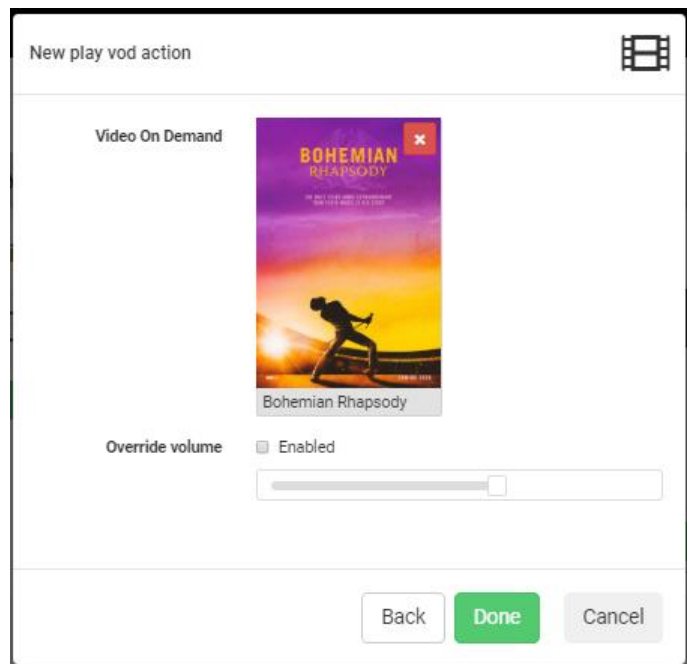 New play vod action
Video On Demand
BOHEMIAN
RHAPSODY
Bohemian Rhapsody
Override volume
Enabled
Back
Done
Cancel